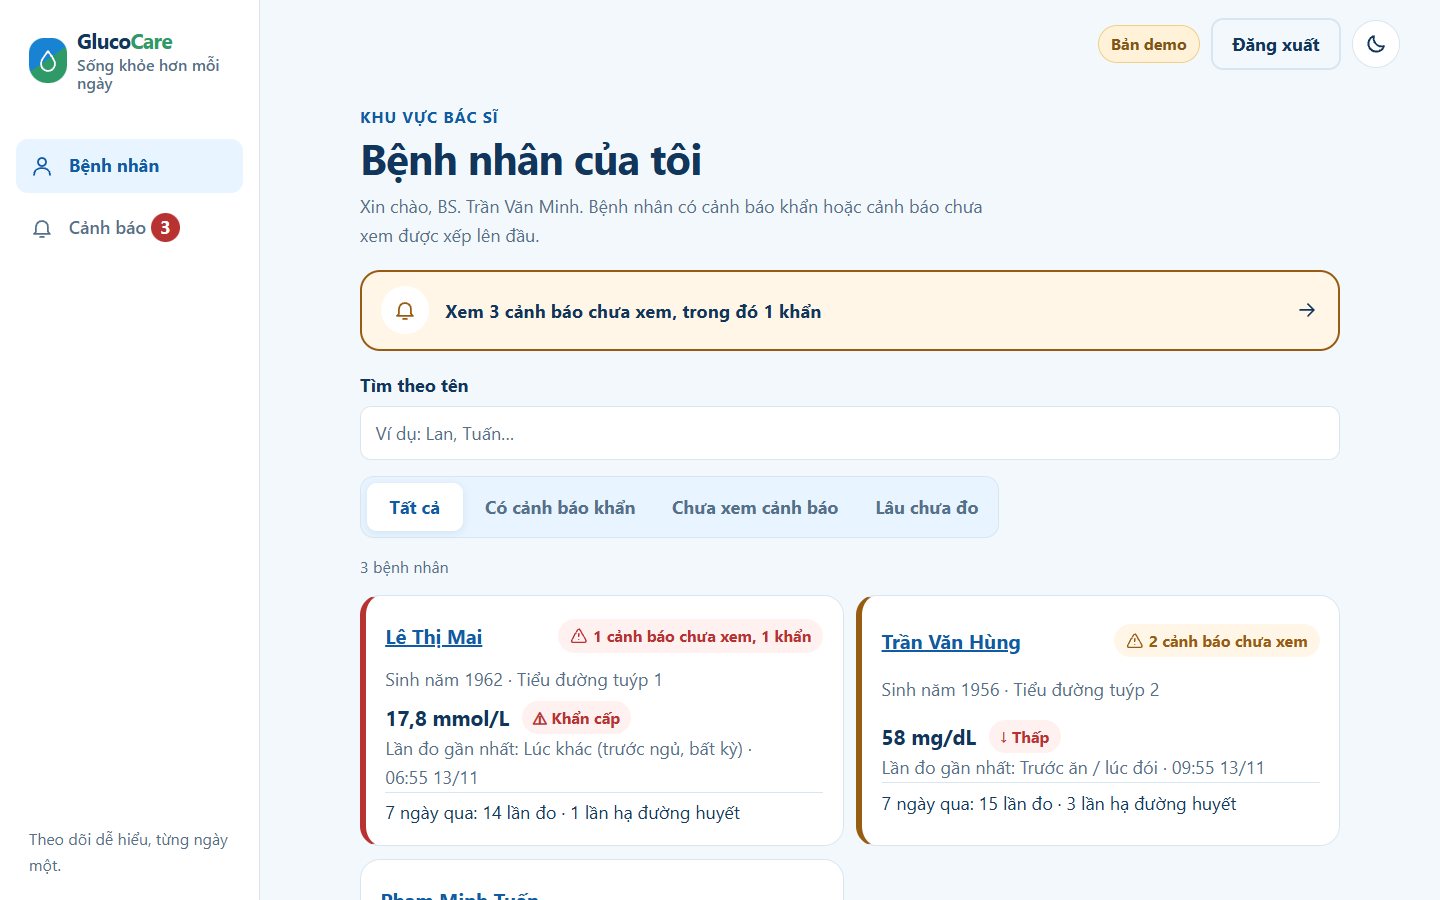 GlucoCare
Sống khỏe hơn mỗi
ngày
Bệnh nhân
Cảnh báo 3
Theo dõi dễ hiểu, từng ngày
một.
Bản demo
Đăng xuất
KHU VỰC BÁC SĨ
Bệnh nhân của tôi
Xin chào, BS. Trần Văn Minh. Bệnh nhân có cảnh báo khẩn hoặc cảnh báo chưa
xem được xếp lên đầu.
Xem 3 cảnh báo chưa xem, trong đó 1 khẩn
Tìm theo tên
Ví dụ: Lan, Tuấn...
Tất cả
Có cảnh báo khẩn
Chưa xem cảnh báo
Lâu chưa đo
3 bệnh nhân
Lê Thị Mai
1 cảnh báo chưa xem, 1 khẩn
Sinh năm 1962 · Tiểu đường tuýp 1
17,8 mmol/L
Khẩn cấp
Lần đo gần nhất: Lúc khác (trước ngủ, bất kỳ) ·
06:55 13/11
7 ngày qua: 14 lần đo · 1 lần hạ đường huyết
Trần Văn Hùng
2 cảnh báo chưa xem
Sinh năm 1956 · Tiểu đường tuýp 2
58 mg/dL
↓ Thấp
Lần đo gần nhất: Trước ăn / lúc đói · 09:55 13/11
7 ngày qua: 15 lần đo · 3 lần hạ đường huyết
Phạm Minh Tuấn